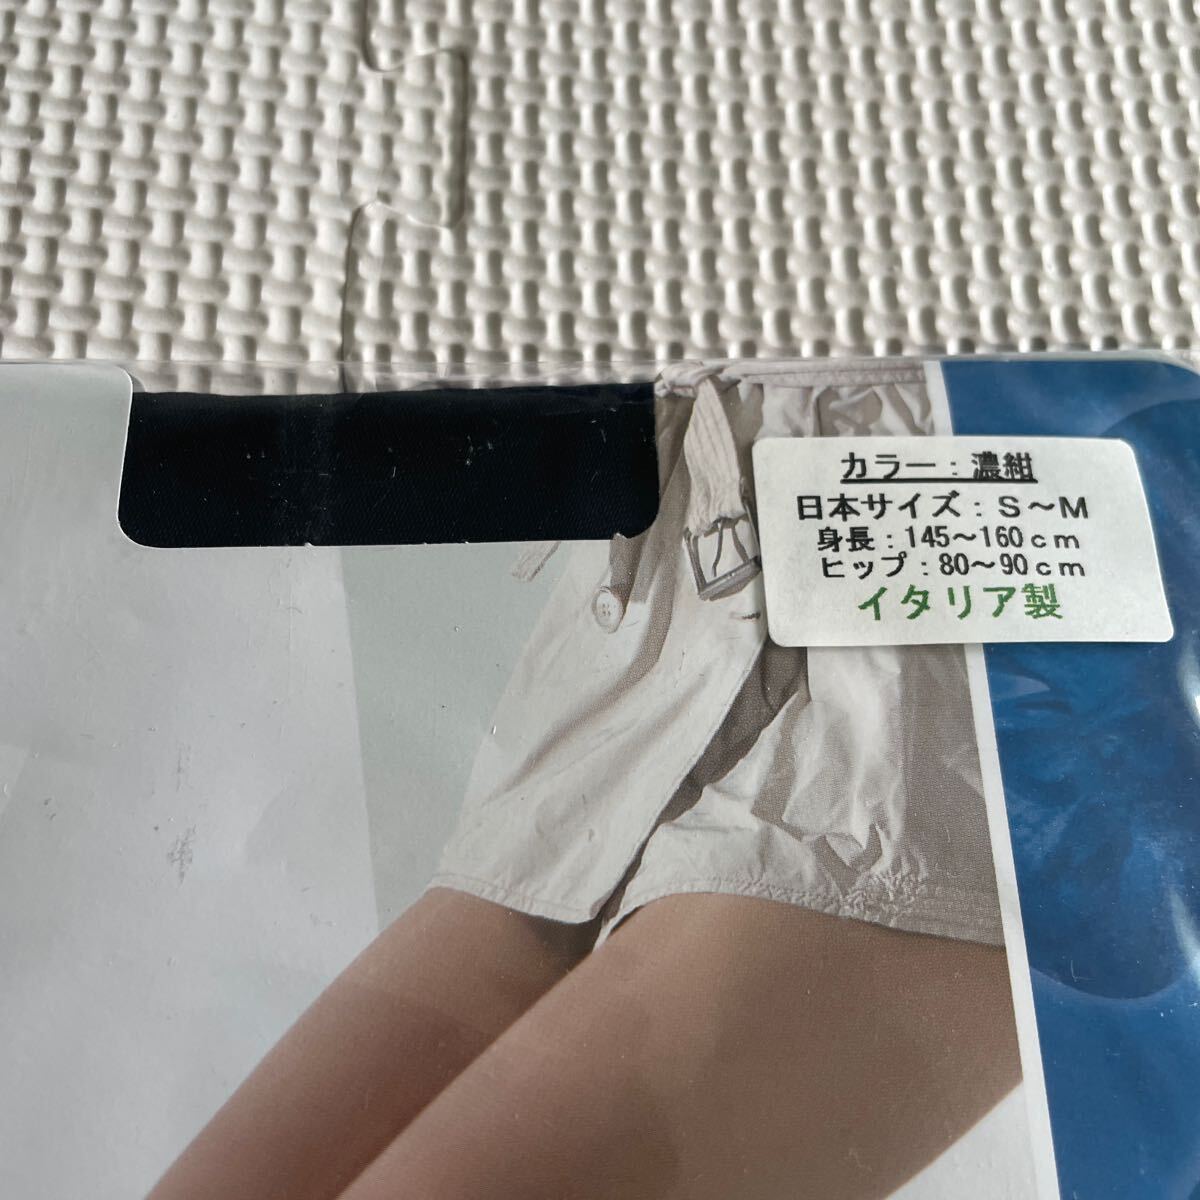 カラー：濃紺
日本サイズ：S～M
身長：145～160cm
ヒップ：80～90cm
イタリア製